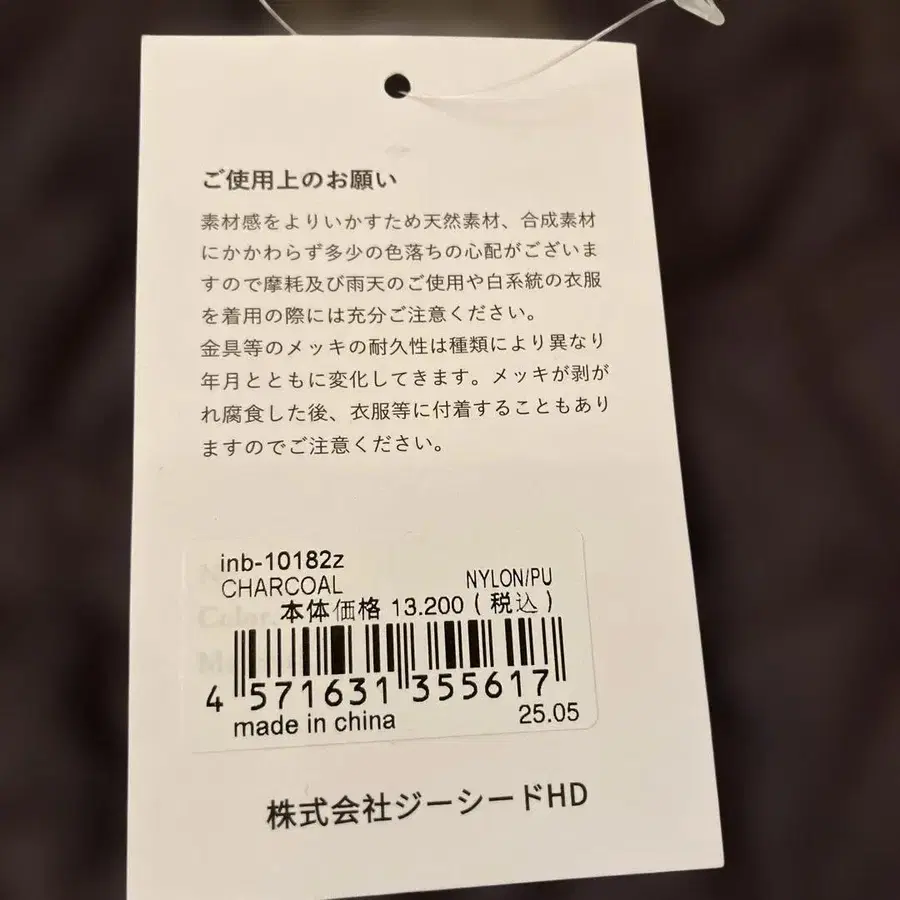 ご使用上のお願い
素材感をよりいかすため天然素材、合成素材
にかかわらず多少の色落ちの心配がございま
すので摩耗及び雨天のご使用や白系統の衣服
を着用の際には充分ご注意ください。
金具等のメッキの耐久性は種類により異なり
年月とともに変化してきます。メッキが剥が
れ腐食した後、衣服等に付着することもあり
ますのでご注意ください。
inb-10182z
CHARCOAL NYLON/PU
本体価格 13.200 ( 税込 )
4 571631 355617
made in china 25.05
株式会社ジーシードHD